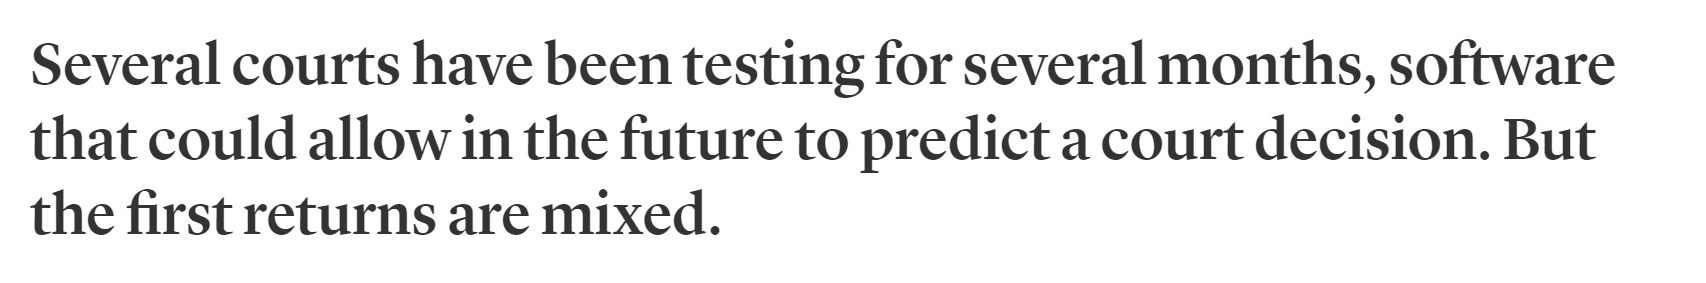 Several courts have been testing for several months, software
that could allow in the future to predict a court decision. But
the first returns are mixed.